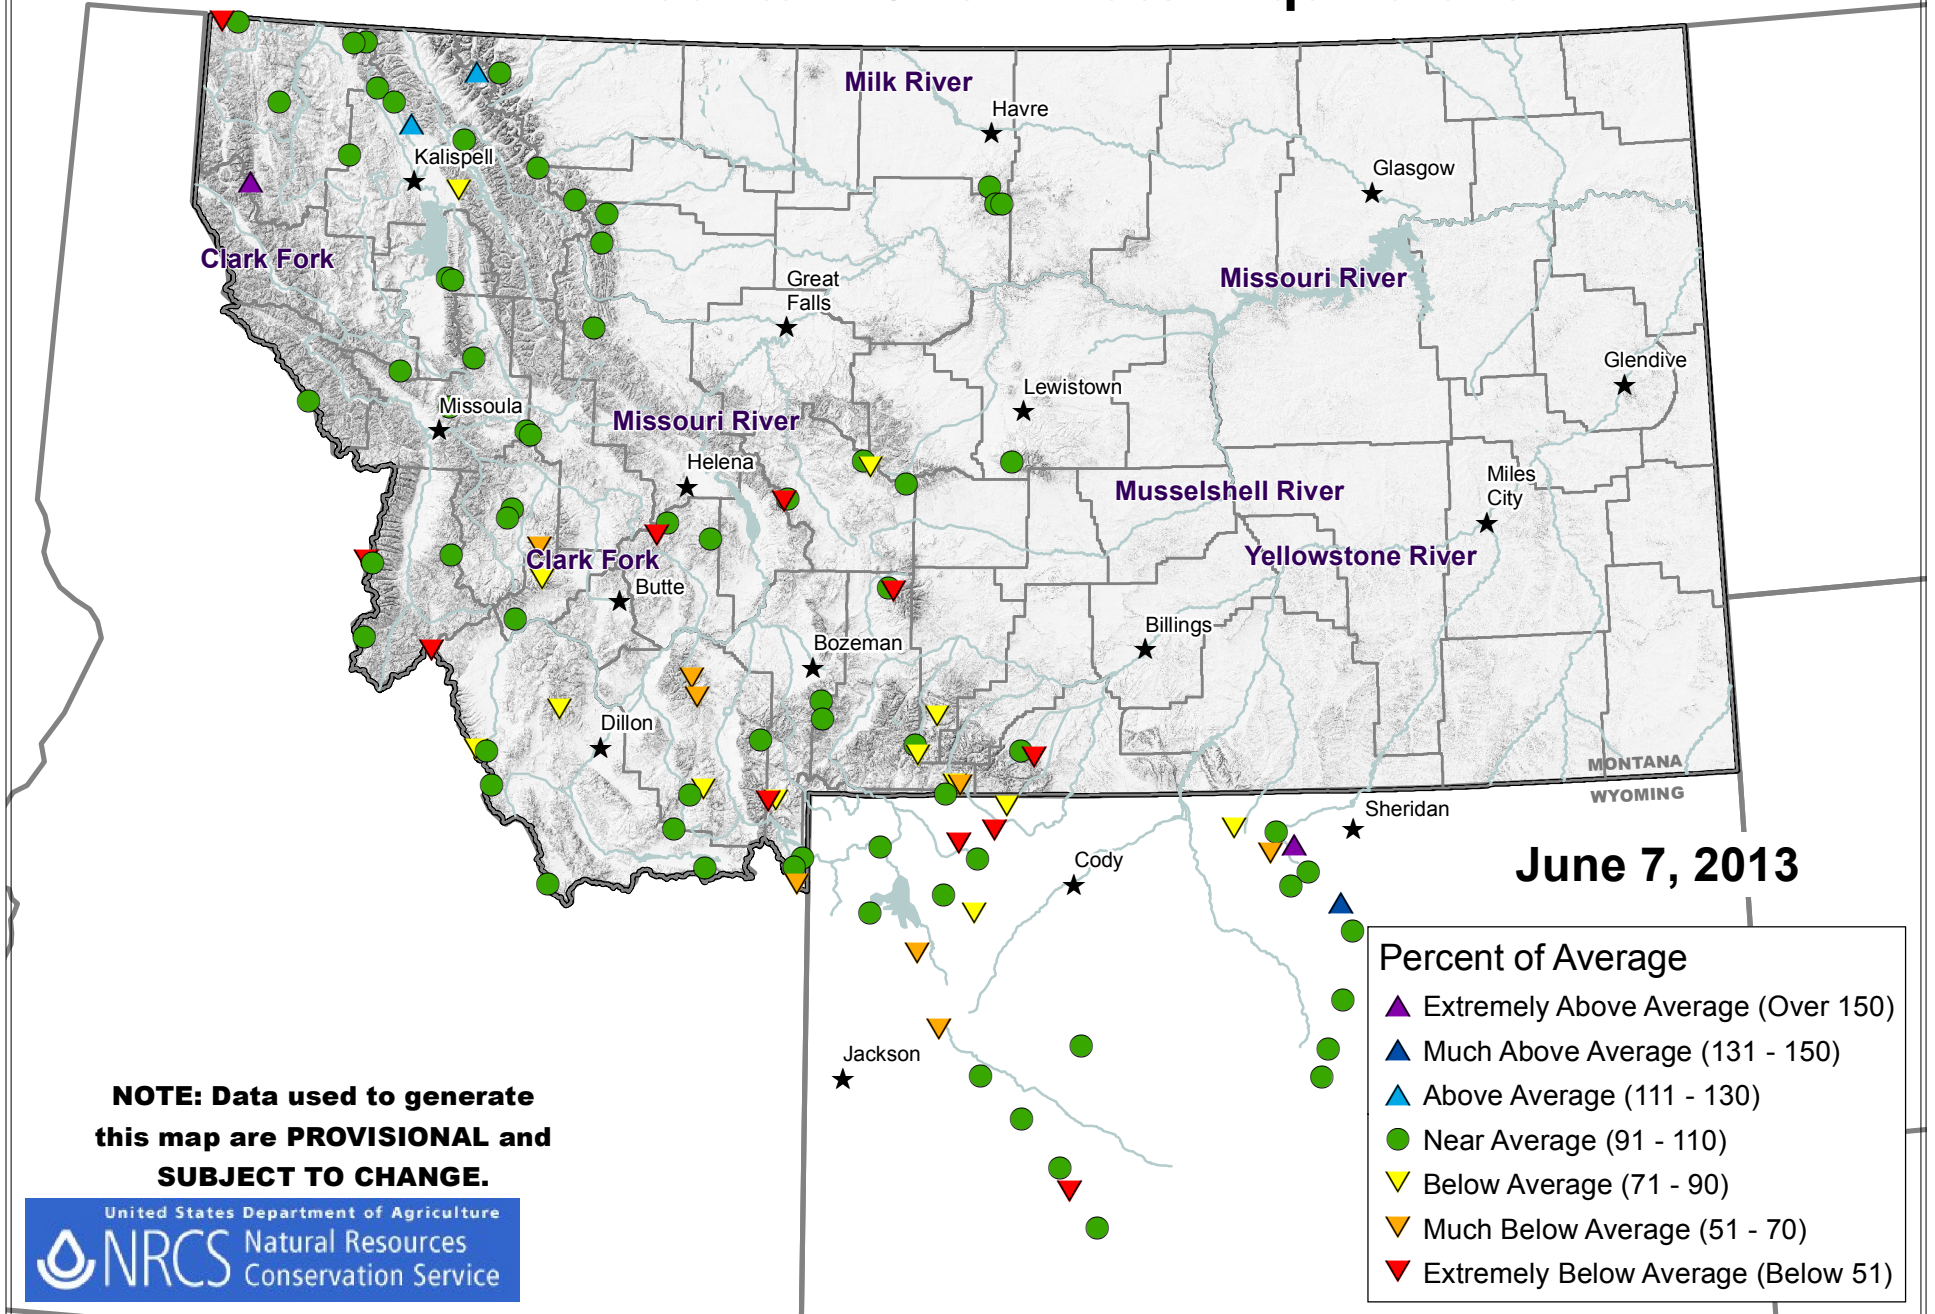 Milk River
Havre
Glasgow
Kalispell
Clark Fork
Missouri River
Great
Falls
Glendive
Lewistown
Missoula
Missouri River
Helena
Musselshell River
Miles
City
Clark Fork
Yellowstone River
Butte
Billings
Bozeman
Dillon
MONTANA
WYOMING
Sheridan
Cody
June 7, 2013
Jackson
Percent of Average
Extremely Above Average (Over 150)
Much Above Average (131 - 150)
Above Average (111 - 130)
Near Average (91 - 110)
Below Average (71 - 90)
Much Below Average (51 - 70)
Extremely Below Average (Below 51)
NOTE: Data used to generate
this map are PROVISIONAL and
SUBJECT TO CHANGE.
United States Department of Agriculture
NRCS
Natural Resources
Conservation Service